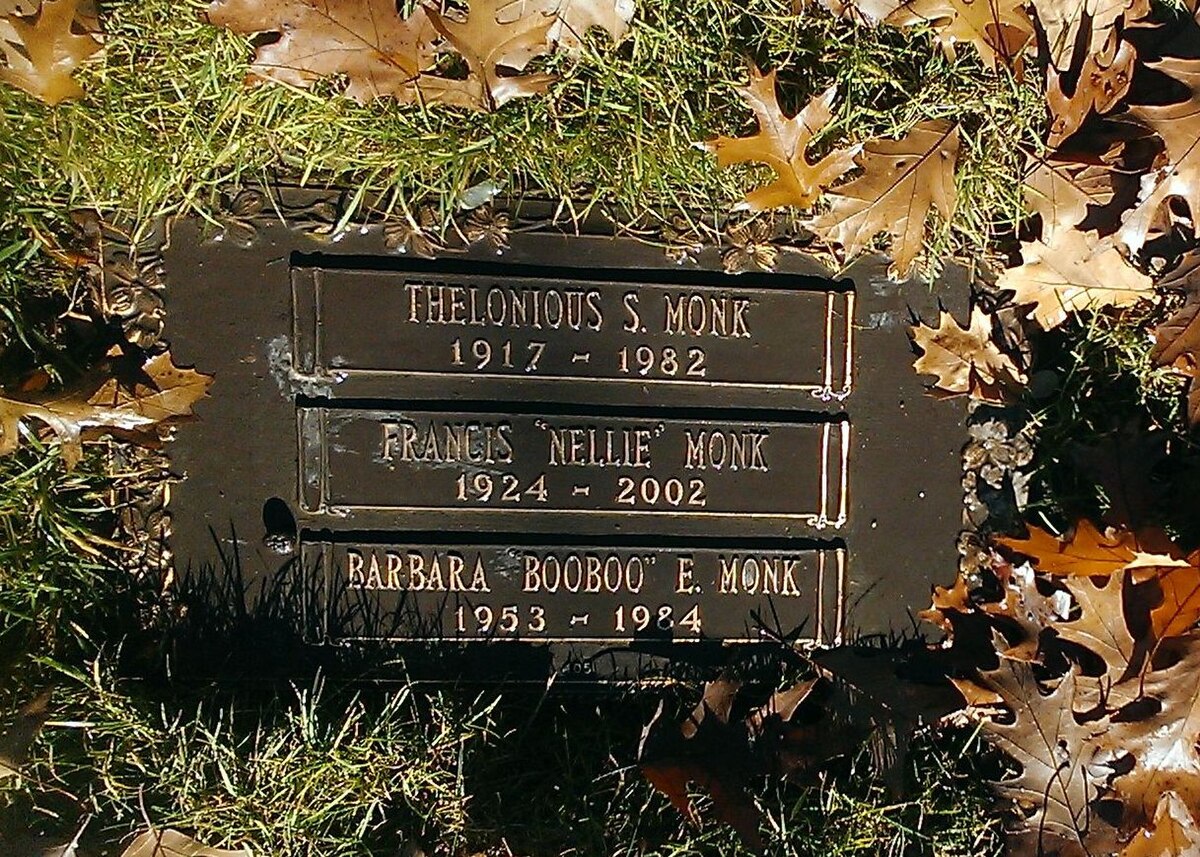 THELONIOUS S. MONK
1917 - 1982
FRANCIS "NELLIE" MONK
1924 - 2002
BARBARA "BOOBOO" E. MONK
1953 - 1984